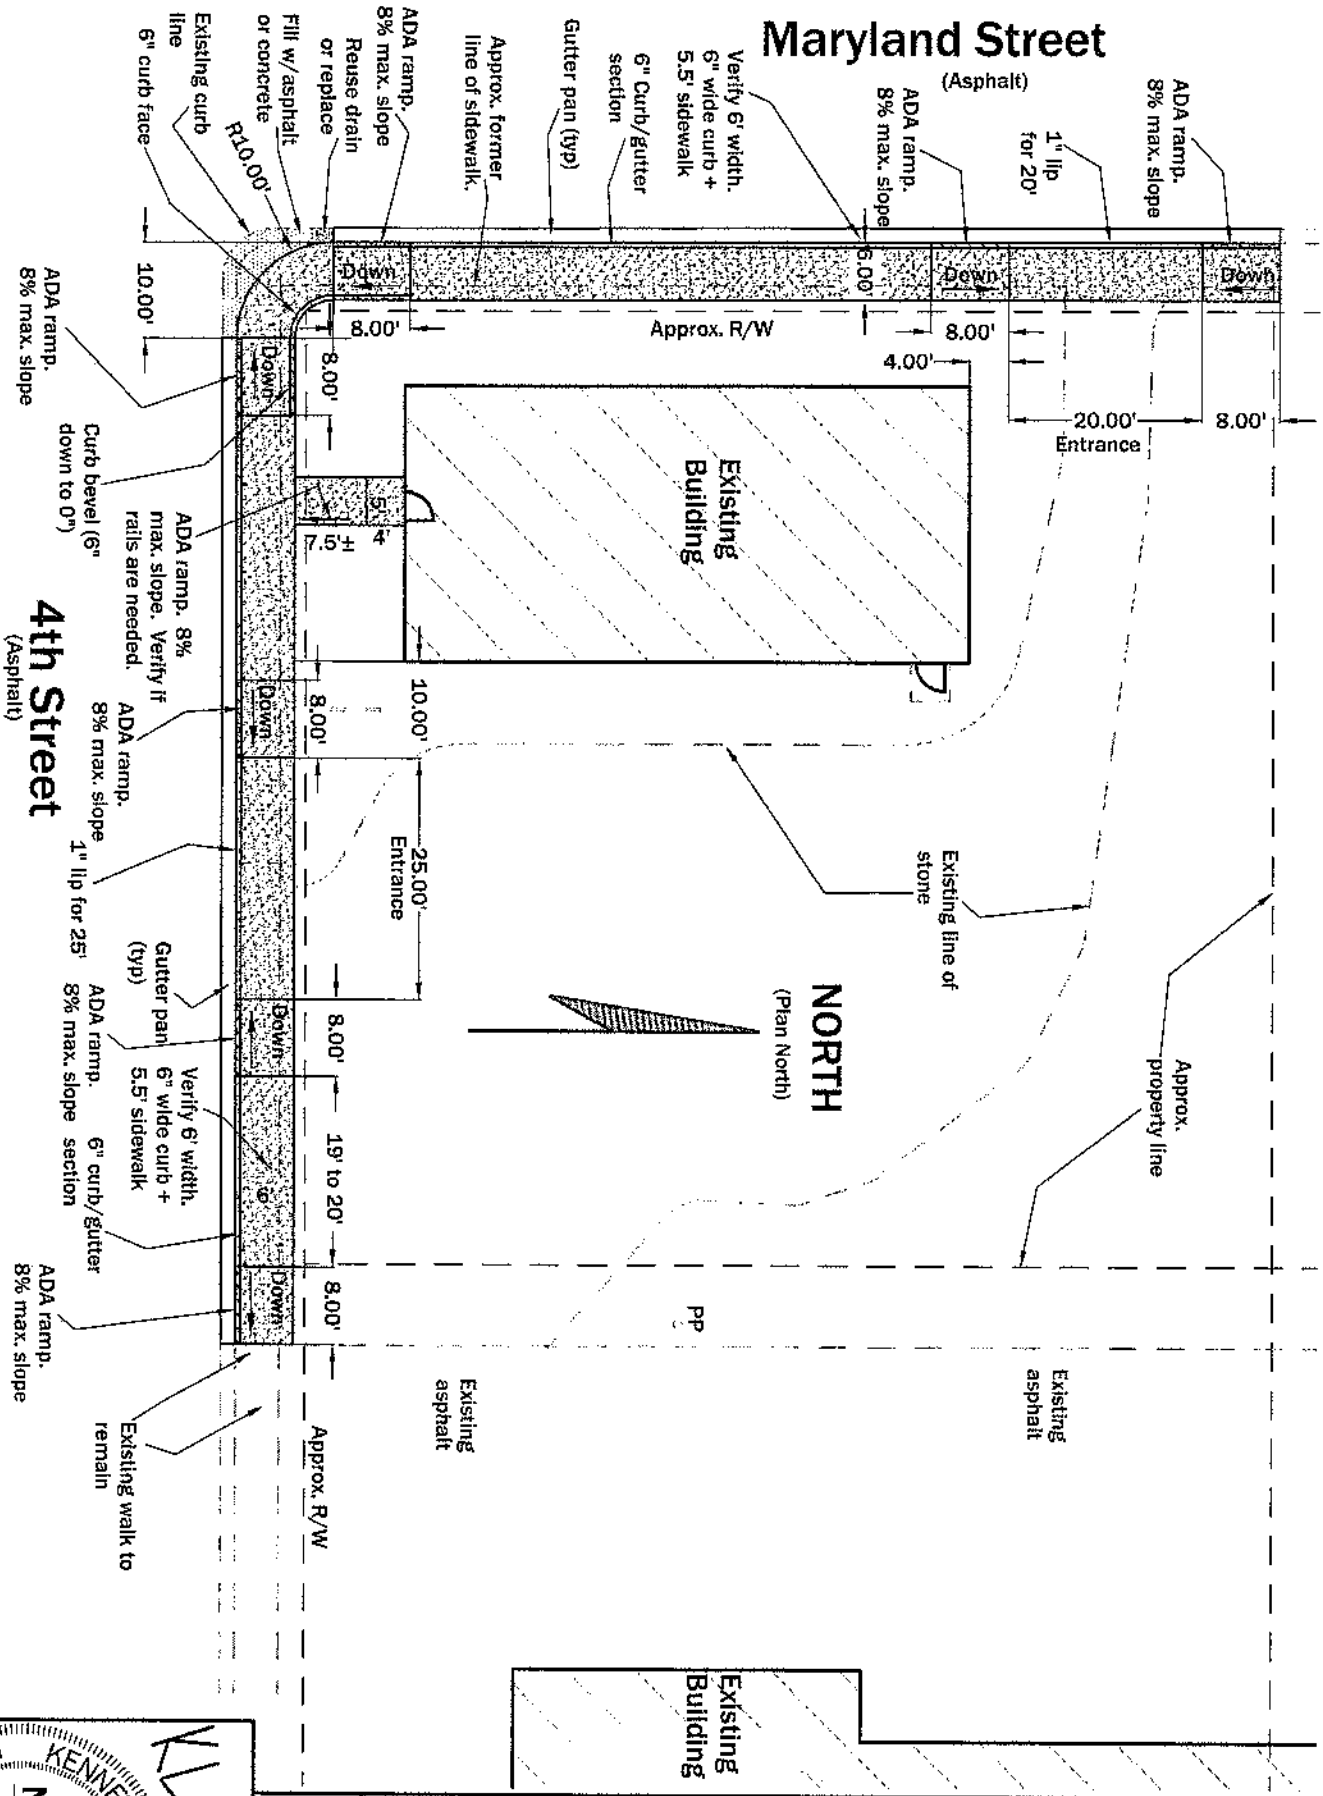 Maryland Street
(Asphalt)
ADA ramp.
8% max. slope
1" lip
for 20'
ADA ramp.
8% max. slope
Verify 6' width.
6" wide curb +
5.5' sidewalk
6" Curb/gutter
section
Gutter pan (typ)
Approx. former
line of sidewalk.
ADA ramp.
8% max. slope
Reuse drain
or replace
Fill w/asphalt
or concrete
Existing curb
line
6" curb face
R10.00'
10.00'
Down
8.00'
Approx. R/W
6.00'
Down
8.00'
4.00'
Down
20.00'
Entrance
8.00'
ADA ramp.
8% max. slope
Down
8.00'
Curb bevel (6"
down to 0")
Existing
Building
5'
4'
7.5'±
ADA ramp. 8%
max. slope. Verify if
rails are needed.
4th Street
(Asphalt)
ADA ramp.
8% max. slope
Down
8.00'
10.00'
25.00'
Entrance
1" lip for 25'
Gutter pan
(typ)
Existing line of
stone
NORTH
(Plan North)
Approx.
property line
ADA ramp.
8% max. slope
Down
8.00'
Verify 6' width.
6" wide curb +
5.5' sidewalk
6'
19' to 20'
6" curb/gutter
section
Down
8.00'
ADA ramp.
8% max. slope
PP
Existing
asphalt
Existing
asphalt
Existing walk to
remain
Approx. R/W
Existing
Building
KENNE